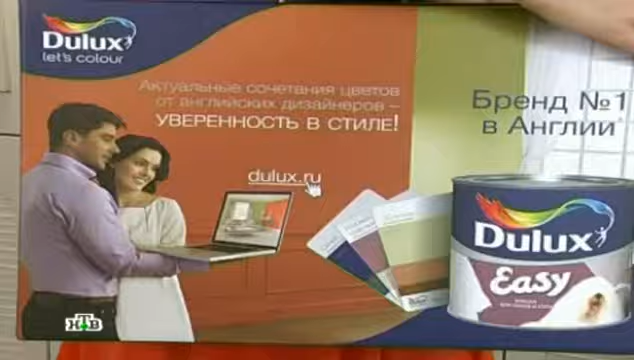 Dulux
let's colour
Актуальные сочетания цветов
от английских дизайнеров –
УВЕРЕННОСТЬ В СТИЛЕ!
dulux.ru
Бренд №1
в Англии*
Dulux
Easy
НТВ